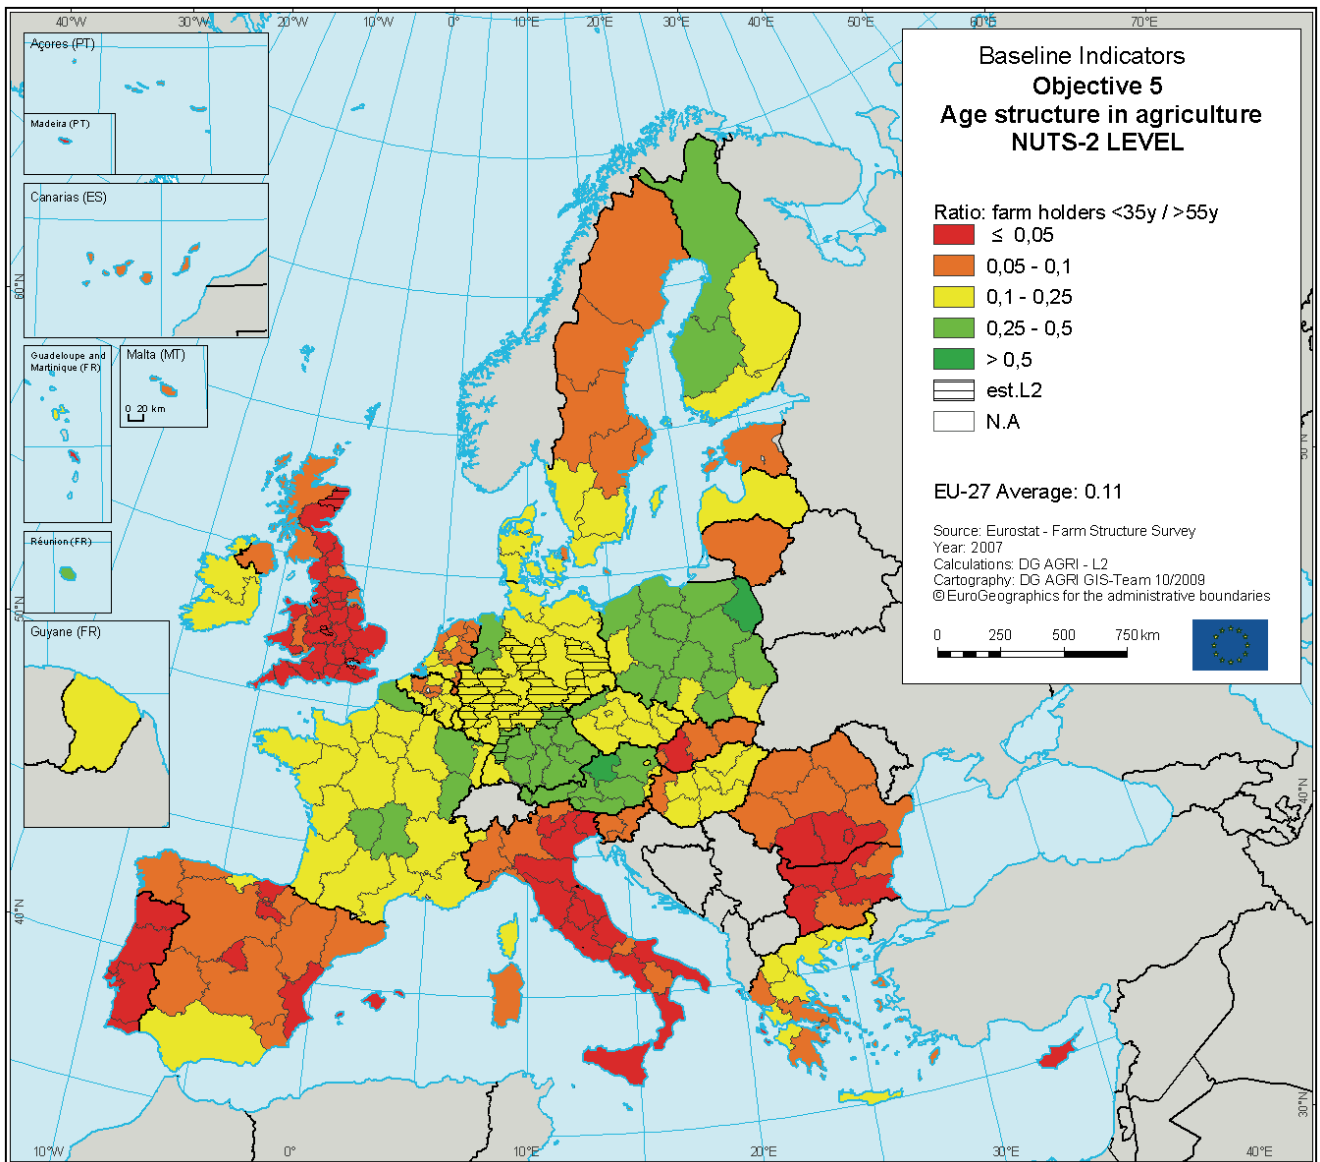 40°W 30°W 20°W 10°W 0° 10°E 20°E 30°E 40°E 50°E 60°E 70°E
Açores (PT)
Madeira (PT)
Canarias (ES)
Guadeloupe and
Martinique (FR)
Malta (MT)
0 20 km
Réunion (FR)
Guyane (FR)
Baseline Indicators
Objective 5
Age structure in agriculture
NUTS-2 LEVEL
Ratio: farm holders <35y / >55y
≤ 0,05
0,05 - 0,1
0,1 - 0,25
0,25 - 0,5
> 0,5
est.L2
N.A
EU-27 Average: 0.11
Source: Eurostat - Farm Structure Survey
Year: 2007
Calculations: DG AGRI - L2
Cartography: DG AGRI GIS-Team 10/2009
© EuroGeographics for the administrative boundaries
0 250 500 750 km
60°N
50°N
40°N
50°N
40°N
30°N
10°W 0° 10°E 20°E 30°E 40°E